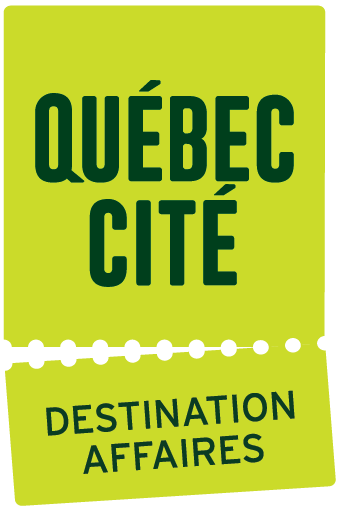 QUÉBEC
CITÉ
DESTINATION
AFFAIRES